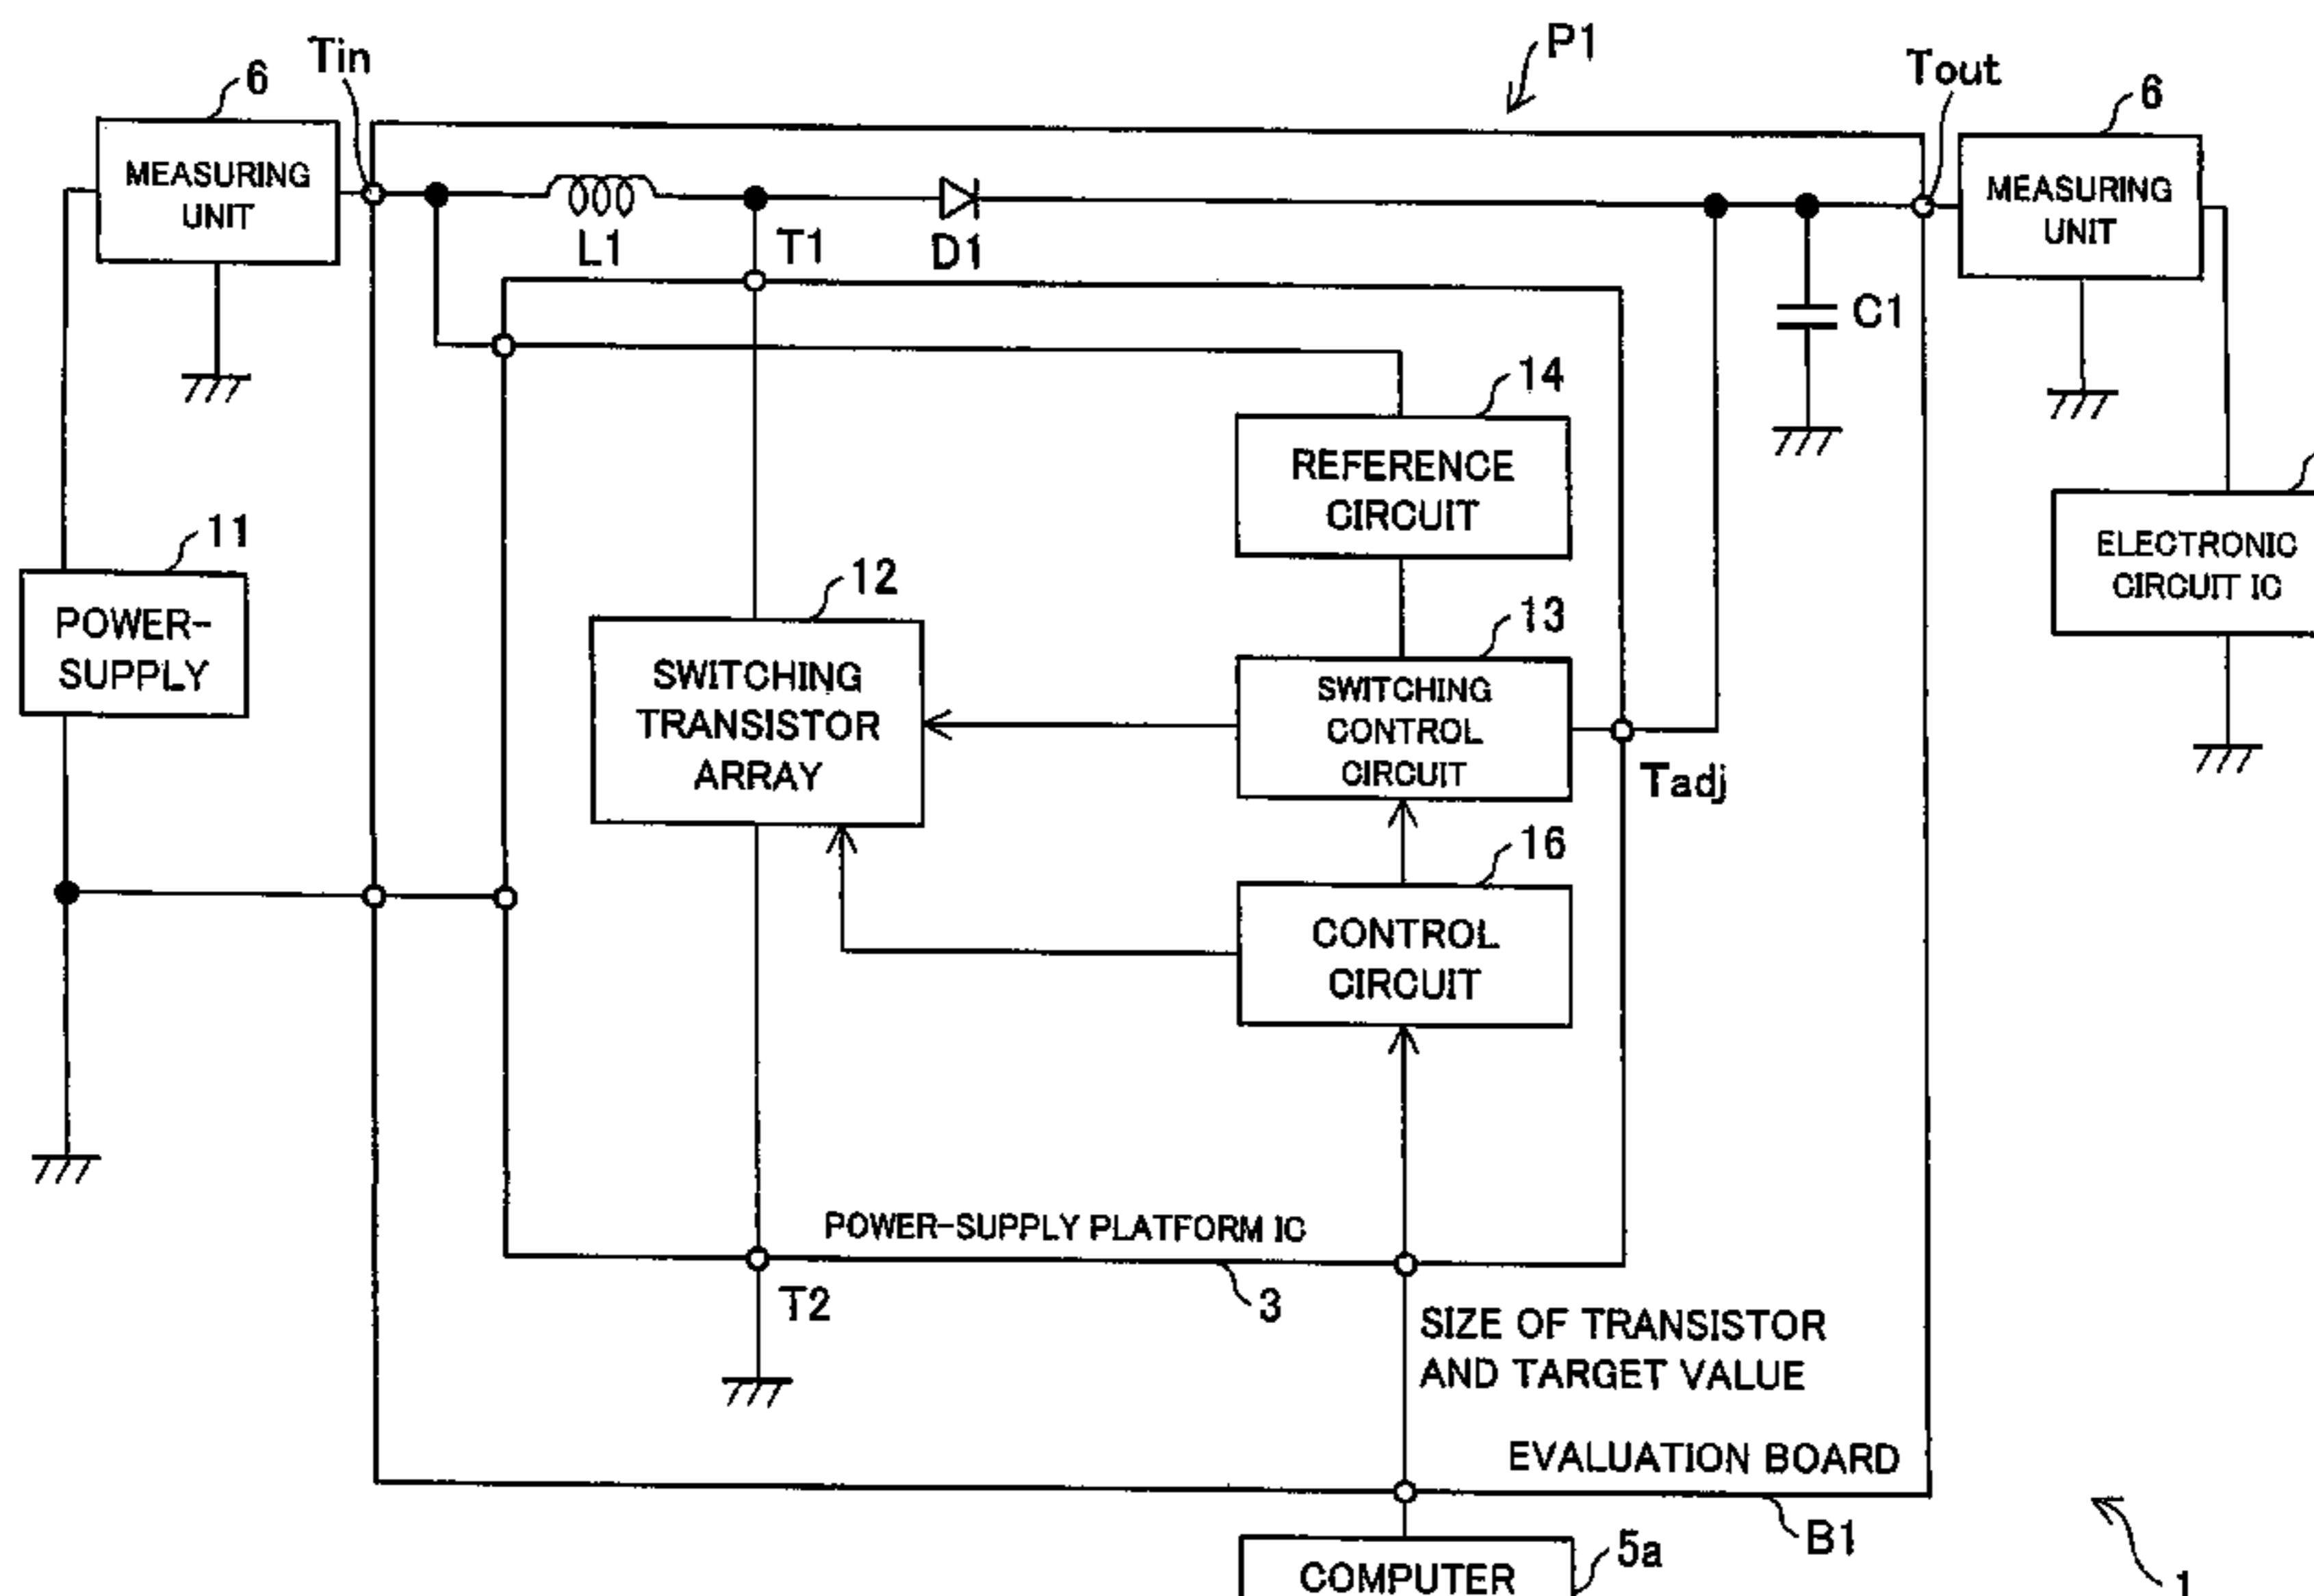 P1
Tin
Tout
6
6
MEASURING
UNIT
MEASURING
UNIT
L1
T1
D1
C1
14
REFERENCE
CIRCUIT
11
POWER-
SUPPLY
ELECTRONIC
CIRCUIT IC
12
SWITCHING
TRANSISTOR
ARRAY
13
SWITCHING
CONTROL
CIRCUIT
Tadj
16
CONTROL
CIRCUIT
POWER-SUPPLY PLATFORM IC
T2
3
SIZE OF TRANSISTOR
AND TARGET VALUE
EVALUATION BOARD
B1
5a
COMPUTER
1